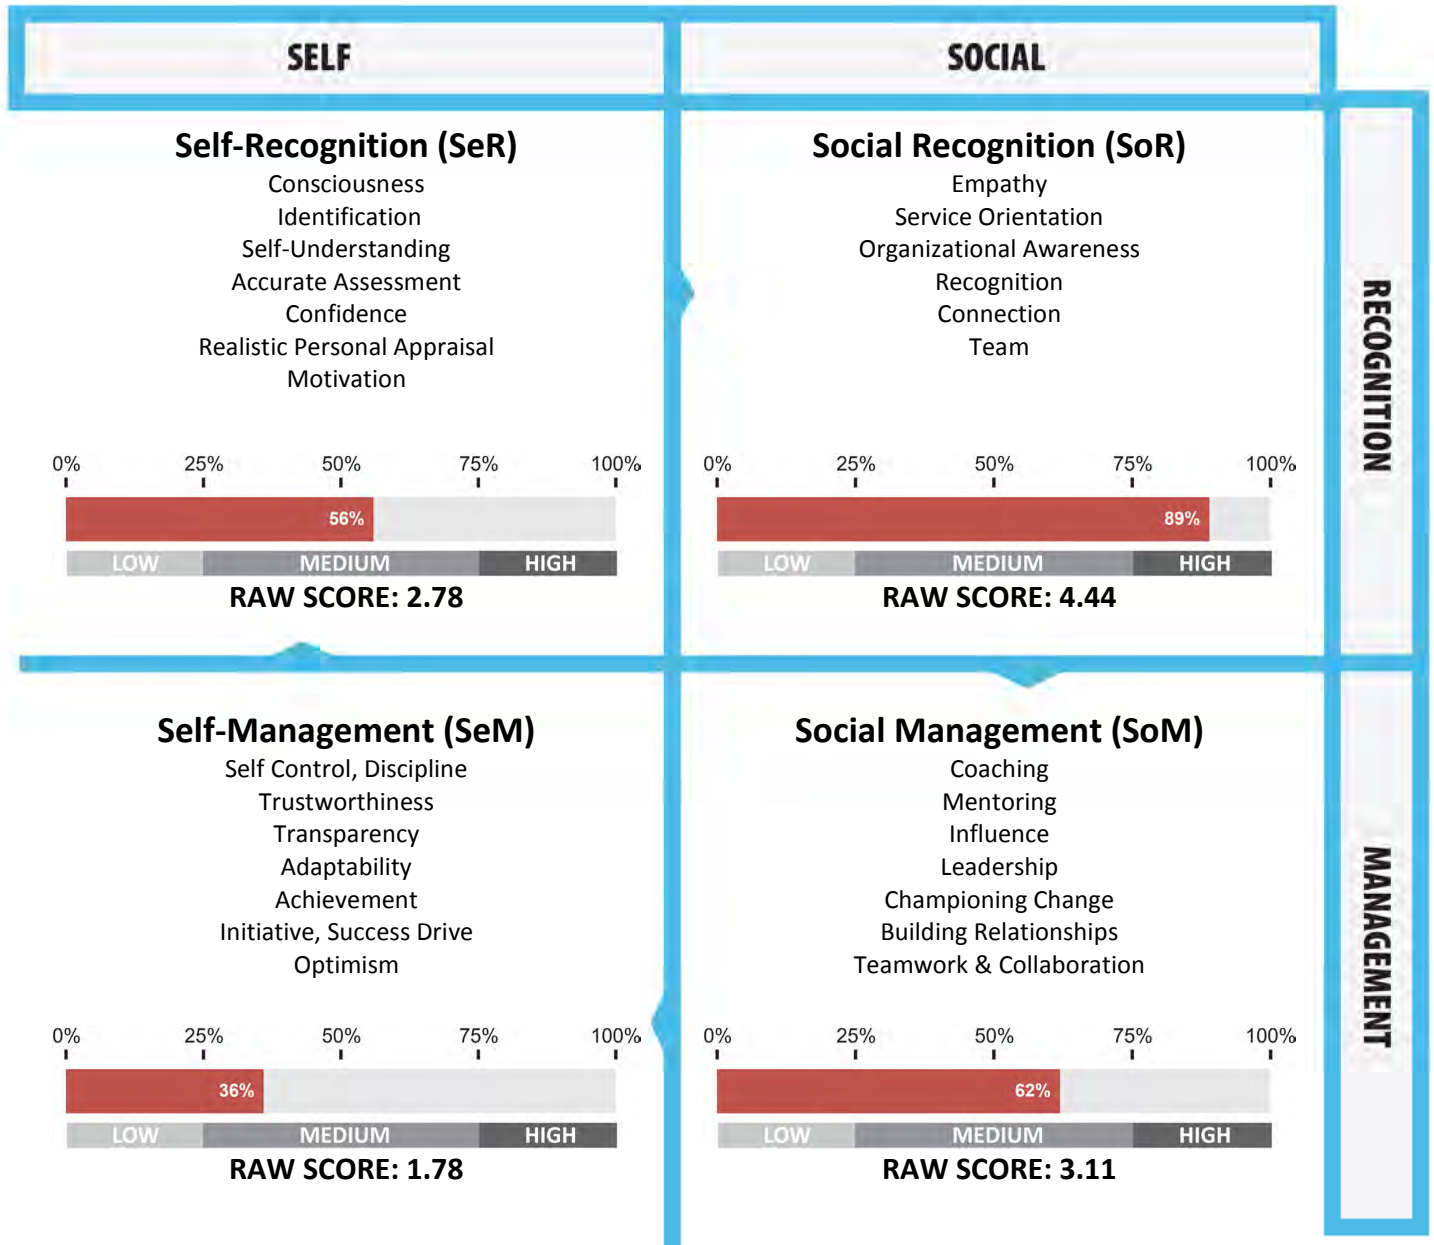 SELF
SOCIAL
RECOGNITION
MANAGEMENT
Self-Recognition (SeR)
Consciousness
Identification
Self-Understanding
Accurate Assessment
Confidence
Realistic Personal Appraisal
Motivation
0% 25% 50% 75% 100%
56%
LOW MEDIUM HIGH
RAW SCORE: 2.78
Social Recognition (SoR)
Empathy
Service Orientation
Organizational Awareness
Recognition
Connection
Team
0% 25% 50% 75% 100%
89%
LOW MEDIUM HIGH
RAW SCORE: 4.44
Self-Management (SeM)
Self Control, Discipline
Trustworthiness
Transparency
Adaptability
Achievement
Initiative, Success Drive
Optimism
0% 25% 50% 75% 100%
36%
LOW MEDIUM HIGH
RAW SCORE: 1.78
Social Management (SoM)
Coaching
Mentoring
Influence
Leadership
Championing Change
Building Relationships
Teamwork & Collaboration
0% 25% 50% 75% 100%
62%
LOW MEDIUM HIGH
RAW SCORE: 3.11